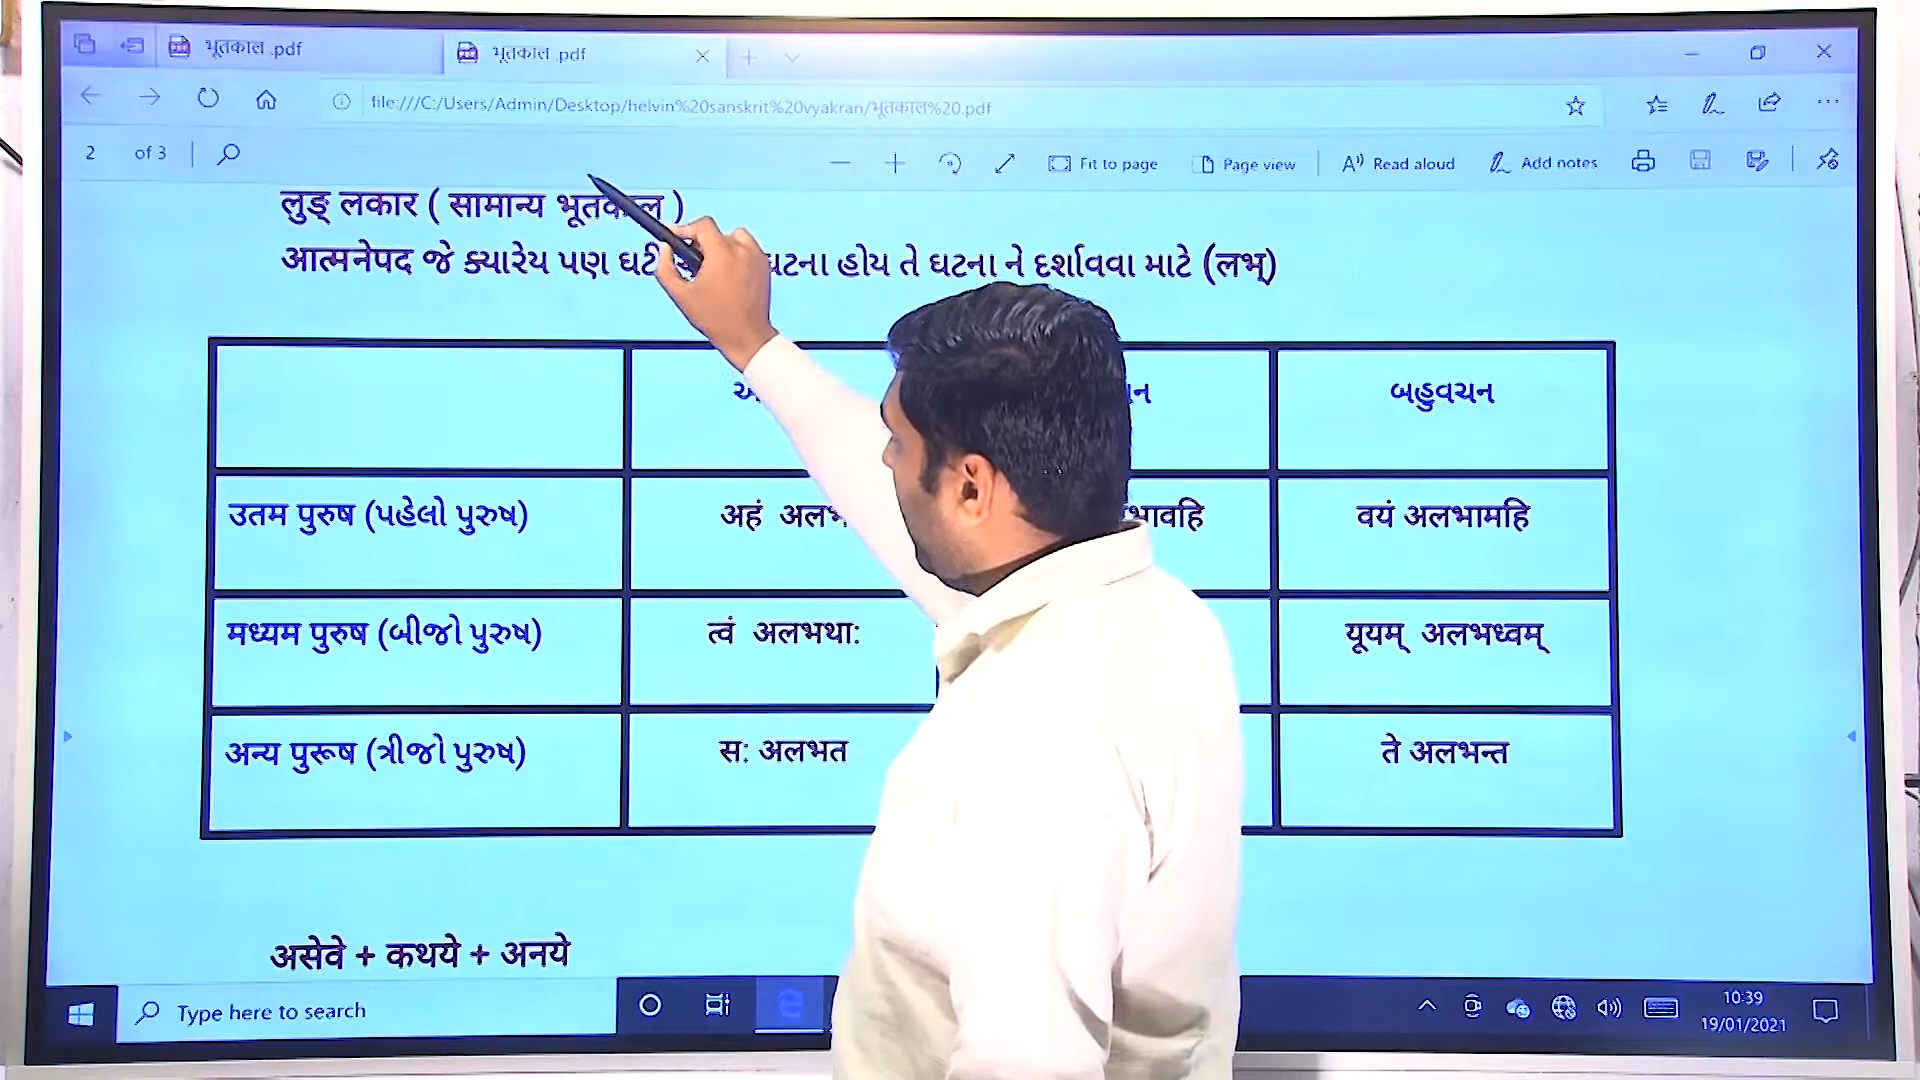 भूतकाल .pdf
भूतकाल .pdf
file:///C:/Users/Admin/Desktop/helvin%20sanskrit%20vyakran/भूतकाल%20.pdf
2 of 3
Fit to page Page view Read aloud Add notes
लुङ् लकार ( सामान्य भूतकाल )
आत्मनेपद જે ક્યારેય પણ ઘટના હોય તે ઘટના ને દર્શાવવા માટે (लभ्)
બહુવચન
उतम पुरुष (પહેલો પુરુષ) अहं वयं अलभामहि
मध्यम पुरुष (બીજો પુરુષ) त्वं अलभथाः यूयम् अलभध्वम्
अन्य पुरूष (ત્રીજો પુરુષ) सः अलभत ते अलभन्त
असेवे + कथये + अनये
Type here to search
10:39
19/01/2021